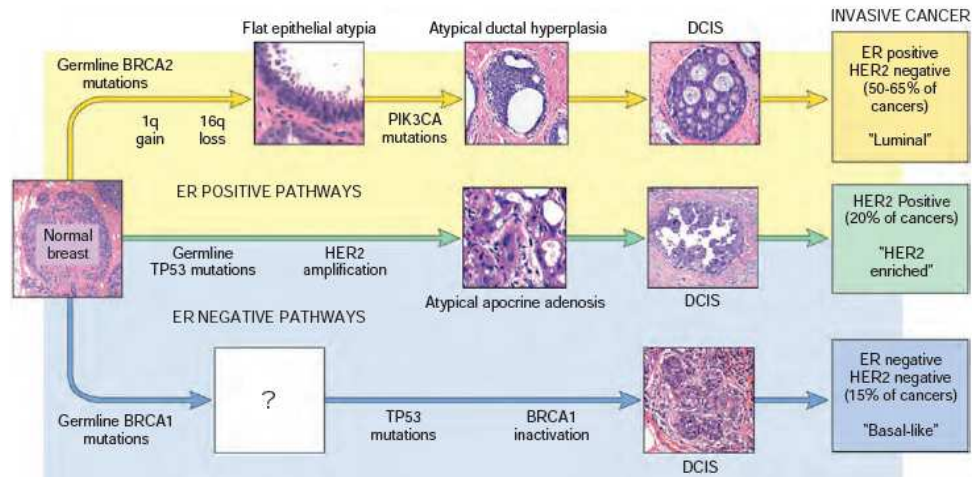 INVASIVE CANCER
Flat epithelial atypia
Atypical ductal hyperplasia
DCIS
Germline BRCA2
mutations
1q
gain
16q
loss
PIK3CA
mutations
ER positive
HER2 negative
(50-65% of
cancers)
"Luminal"
ER POSITIVE PATHWAYS
Normal
breast
Germline
TP53 mutations
HER2
amplification
Atypical apocrine adenosis
DCIS
HER2 Positive
(20% of cancers)
"HER2
enriched"
ER NEGATIVE PATHWAYS
Germline BRCA1
mutations
?
TP53
mutations
BRCA1
inactivation
DCIS
ER negative
HER2 negative
(15% of cancers)
"Basal-like"